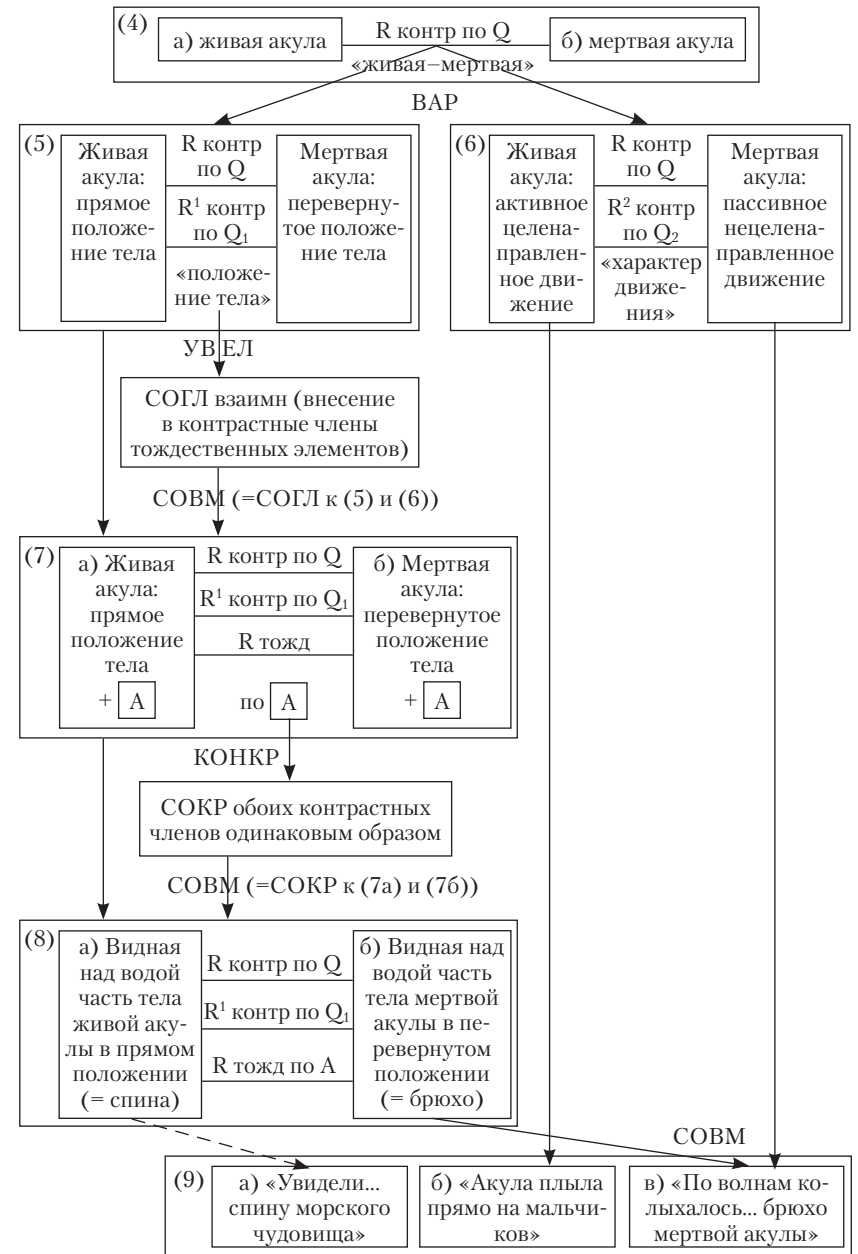 (4)
а) живая акула
R контр по Q
б) мертвая акула
«живая–мертвая»
ВАР
(5)
Живая
акула:
прямое
положе-
ние тела
R контр
по Q
R¹ контр
по Q₁
«положе-
ние тела»
Мертвая
акула:
переверну-
тое положе-
ние тела
(6)
Живая
акула:
активное
целена-
правлен-
ное дви-
жение
R контр
по Q
R² контр
по Q₂
«характер
движе-
ния»
Мертвая
акула:
пассивное
нецелена-
правленное
движение
УВЕЛ
СОГЛ взаимн (внесение
в контрастные члены
тождественных элементов)
СОВМ (=СОГЛ к (5) и (6))
(7)
а) Живая
акула:
прямое
положение
тела
+ А
R контр по Q
R¹ контр по Q₁
R тожд
по А
б) Мертвая
акула:
перевернутое
положение
тела
+ А
КОНКР
СОКР обоих контрастных
членов одинаковым образом
СОВМ (=СОКР к (7а) и (7б))
(8)
а) Видная
над водой
часть тела
живой аку-
лы в прямом
положении
(= спина)
R контр по Q
R¹ контр по Q₁
R тожд по А
б) Видная над
водой часть
тела мертвой
акулы в пе-
ревернутом
положении
(= брюхо)
СОВМ
(9)
а) «Увидели...
спину морского
чудовища»
б) «Акула плыла
прямо на мальчи-
ков»
в) «По волнам ко-
лыхалось... брюхо
мертвой акулы»